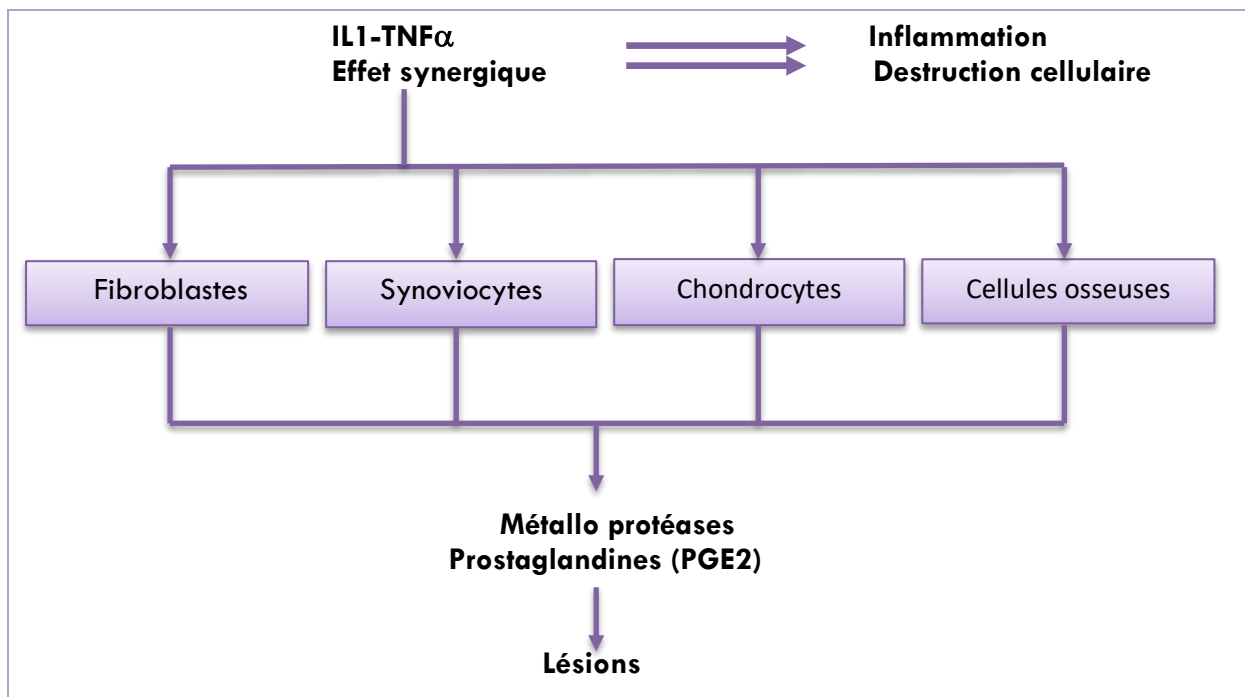 IL1-TNFα
Effet synergique
Inflammation
Destruction cellulaire
Fibroblastes
Synoviocytes
Chondrocytes
Cellules osseuses
Métallo protéases
Prostaglandines (PGE2)
Lésions